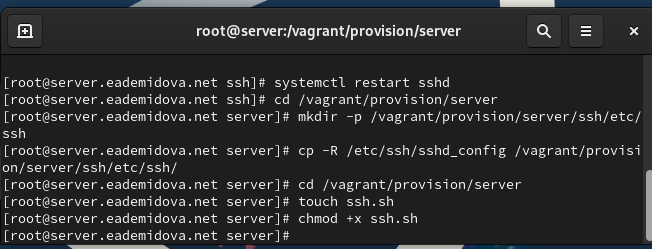 root@server:/vagrant/provision/server
[root@server.eademidova.net ssh]# systemctl restart sshd
[root@server.eademidova.net ssh]# cd /vagrant/provision/server
[root@server.eademidova.net server]# mkdir -p /vagrant/provision/server/ssh/etc/
ssh
[root@server.eademidova.net server]# cp -R /etc/ssh/sshd_config /vagrant/provisi
on/server/ssh/etc/ssh/
[root@server.eademidova.net server]# cd /vagrant/provision/server
[root@server.eademidova.net server]# touch ssh.sh
[root@server.eademidova.net server]# chmod +x ssh.sh
[root@server.eademidova.net server]#